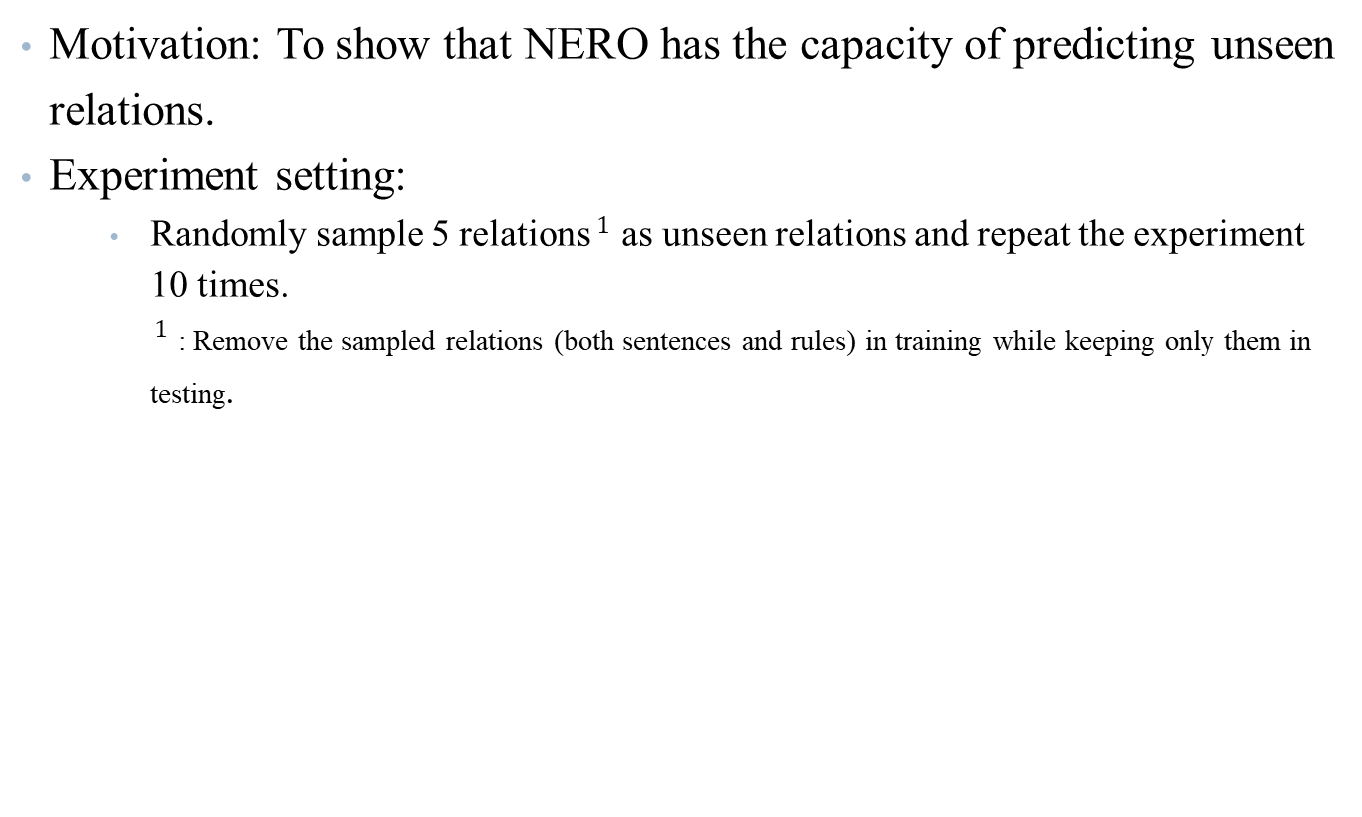 • Motivation: To show that NERO has the capacity of predicting unseen
relations.
• Experiment setting:
• Randomly sample 5 relations ¹ as unseen relations and repeat the experiment
10 times.
¹ : Remove the sampled relations (both sentences and rules) in training while keeping only them in
testing.